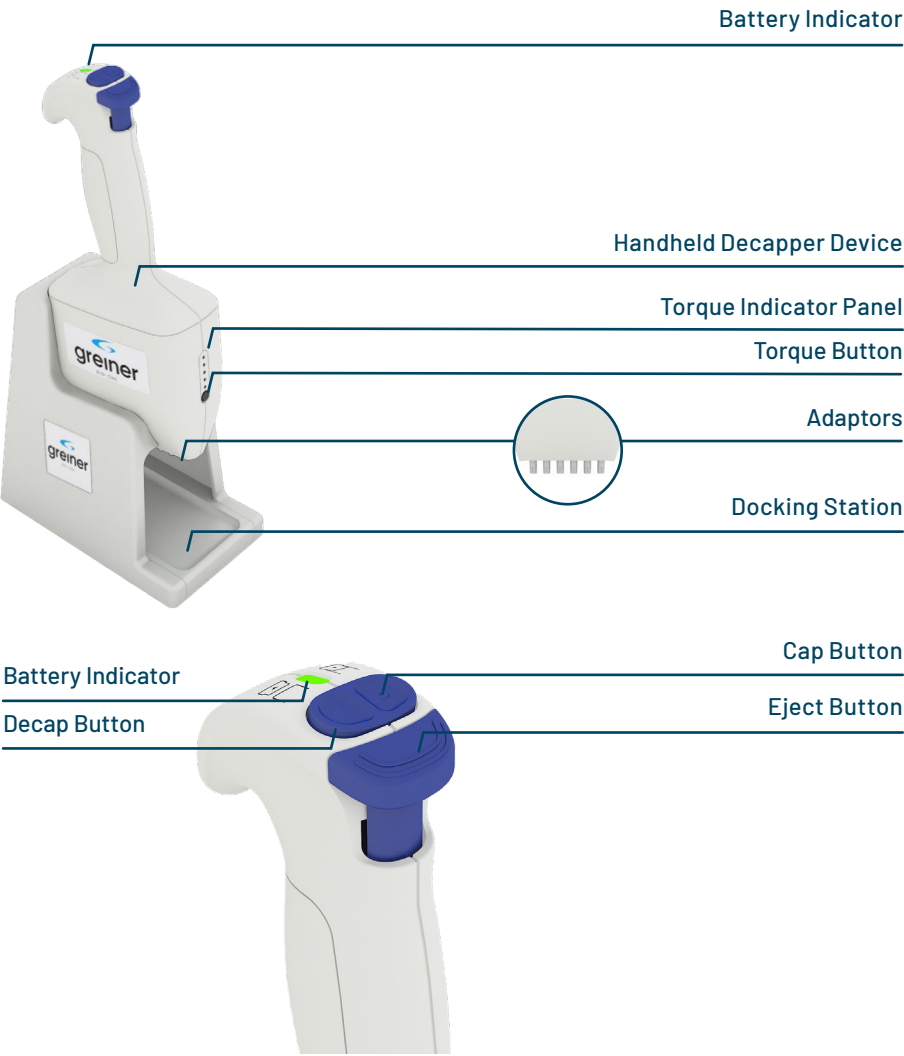 Battery Indicator
Handheld Decapper Device
Torque Indicator Panel
greiner
Torque Button
Adaptors
greiner
Docking Station
Cap Button
Battery Indicator
Eject Button
Decap Button